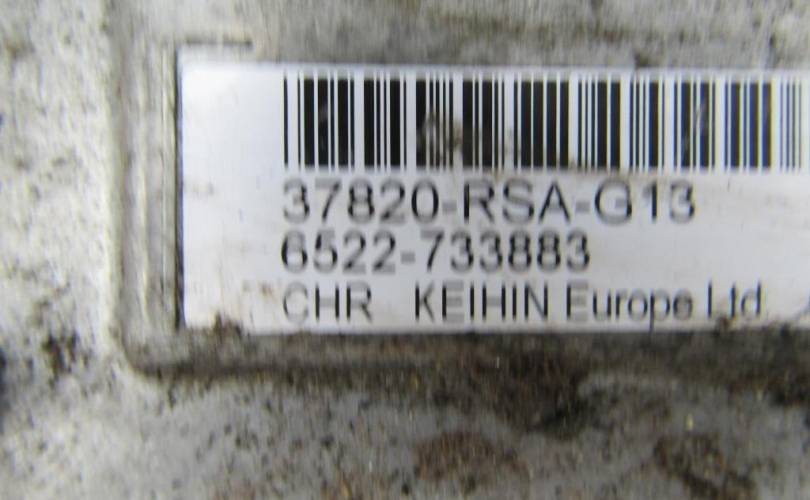 37820-RSA-G13
6522-733883
CHR KEIHIN Europe Ltd